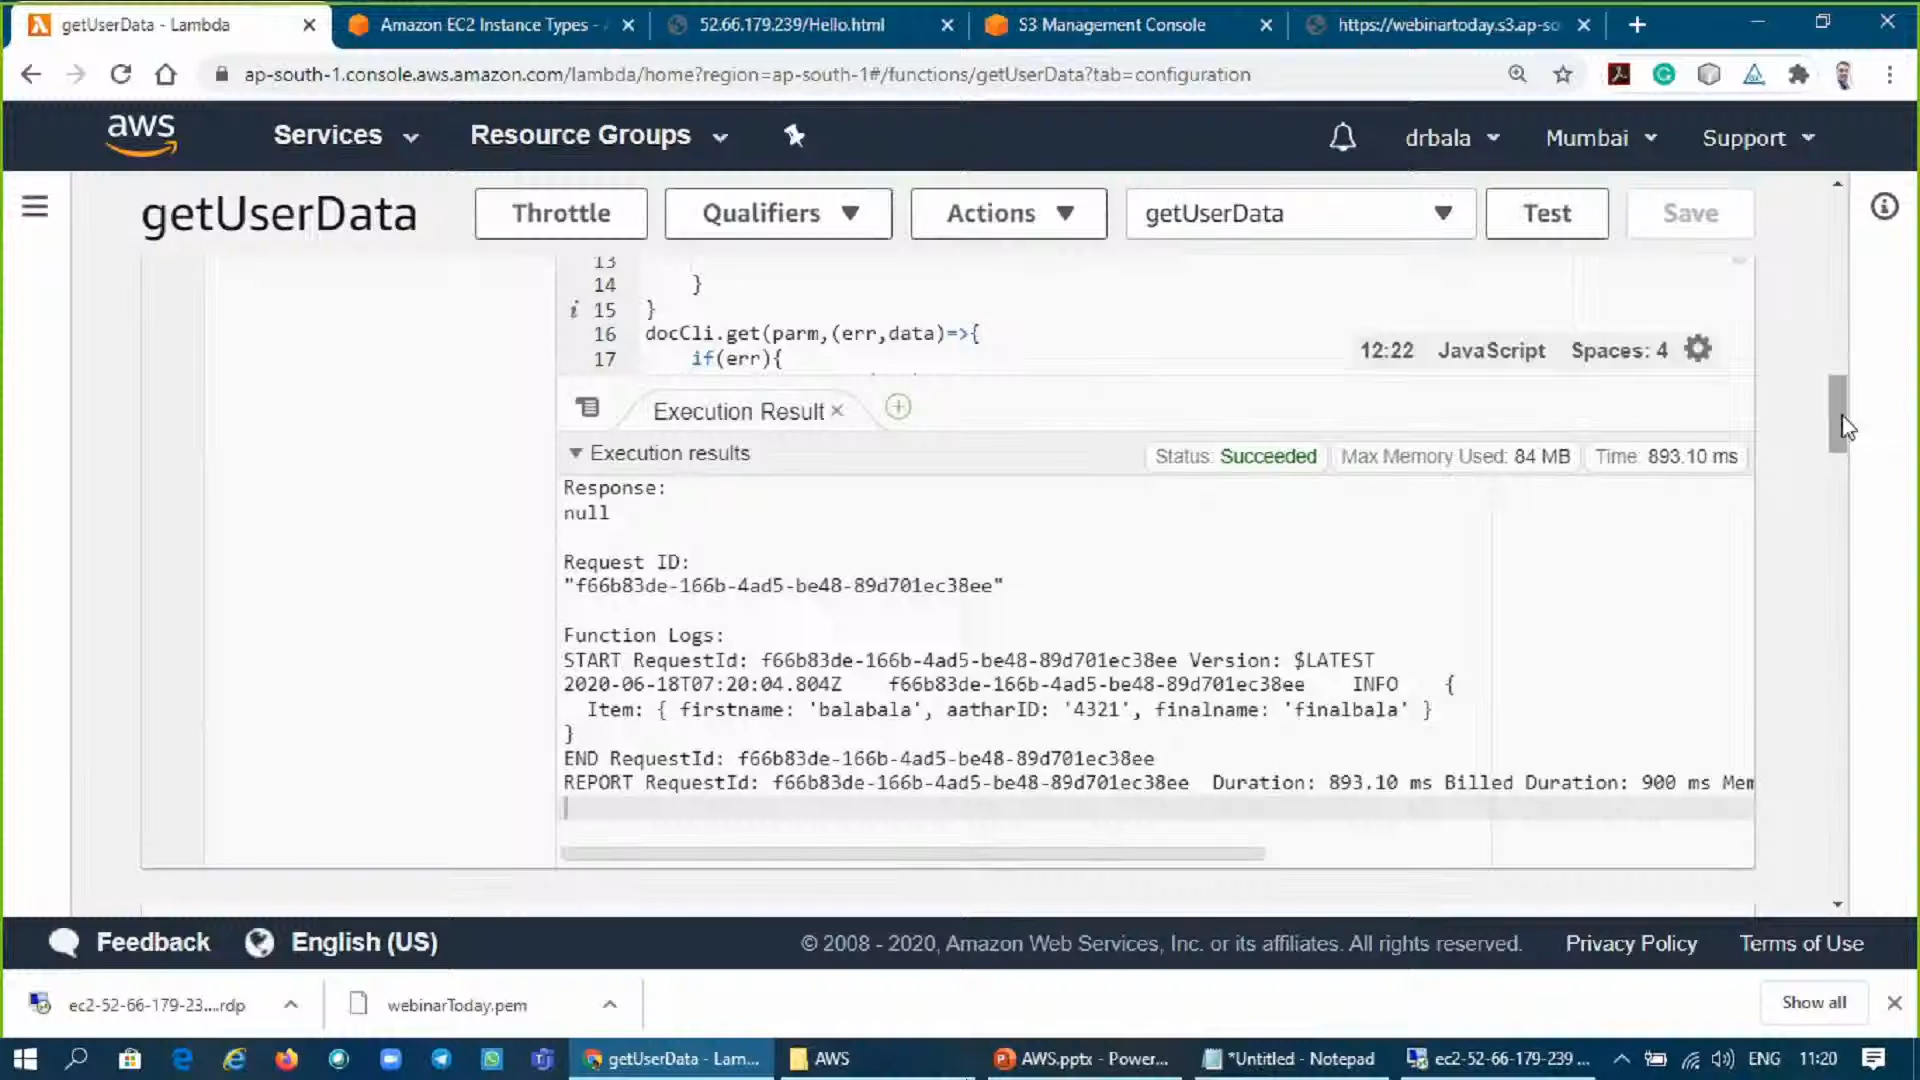 getUserData - Lambda
Amazon EC2 Instance Types -
52.66.179.239/Hello.html
S3 Management Console
https://webinartoday.s3.ap-so
ap-south-1.console.aws.amazon.com/lambda/home?region=ap-south-1#/functions/getUserData?tab=configuration
aws
Services
Resource Groups
drbala
Mumbai
Support
getUserData
Throttle
Qualifiers
Actions
getUserData
Test
Save
13
14 }
i 15 }
16 docCli.get(parm,(err,data)=>{
17 if(err){
12:22 JavaScript Spaces: 4
Execution Result
Execution results
Status: Succeeded
Max Memory Used: 84 MB
Time: 893.10 ms
Response:
null
Request ID:
"f66b83de-166b-4ad5-be48-89d701ec38ee"
Function Logs:
START RequestId: f66b83de-166b-4ad5-be48-89d701ec38ee Version: $LATEST
2020-06-18T07:20:04.804Z f66b83de-166b-4ad5-be48-89d701ec38ee INFO {
Item: { firstname: 'balabala', aatharID: '4321', finalname: 'finalbala' }
}
END RequestId: f66b83de-166b-4ad5-be48-89d701ec38ee
REPORT RequestId: f66b83de-166b-4ad5-be48-89d701ec38ee Duration: 893.10 ms Billed Duration: 900 ms Mem
Feedback
English (US)
© 2008 - 2020, Amazon Web Services, Inc. or its affiliates. All rights reserved.
Privacy Policy
Terms of Use
ec2-52-66-179-23....rdp
webinarToday.pem
Show all
getUserData - Lam...
AWS
AWS.pptx - Power...
*Untitled - Notepad
ec2-52-66-179-239 ...
ENG
11:20